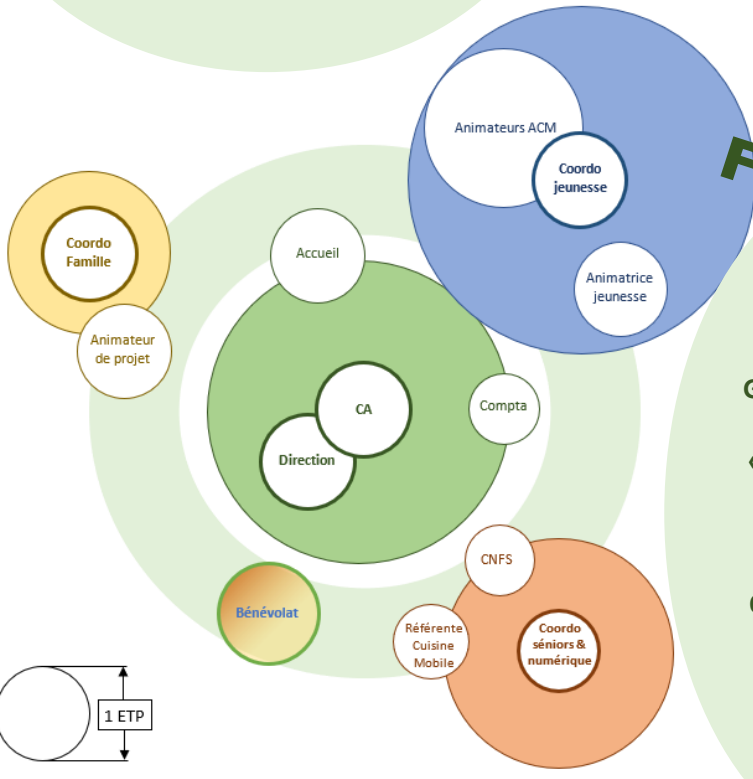 Animateurs ACM
Coordo
jeunesse
Animatrice
jeunesse
Coordo
Famille
Animateur
de projet
Accueil
CA
Direction
Compta
CNFS
Référente
Cuisine
Mobile
Coordo
séniors &
numérique
Bénévolat
1 ETP